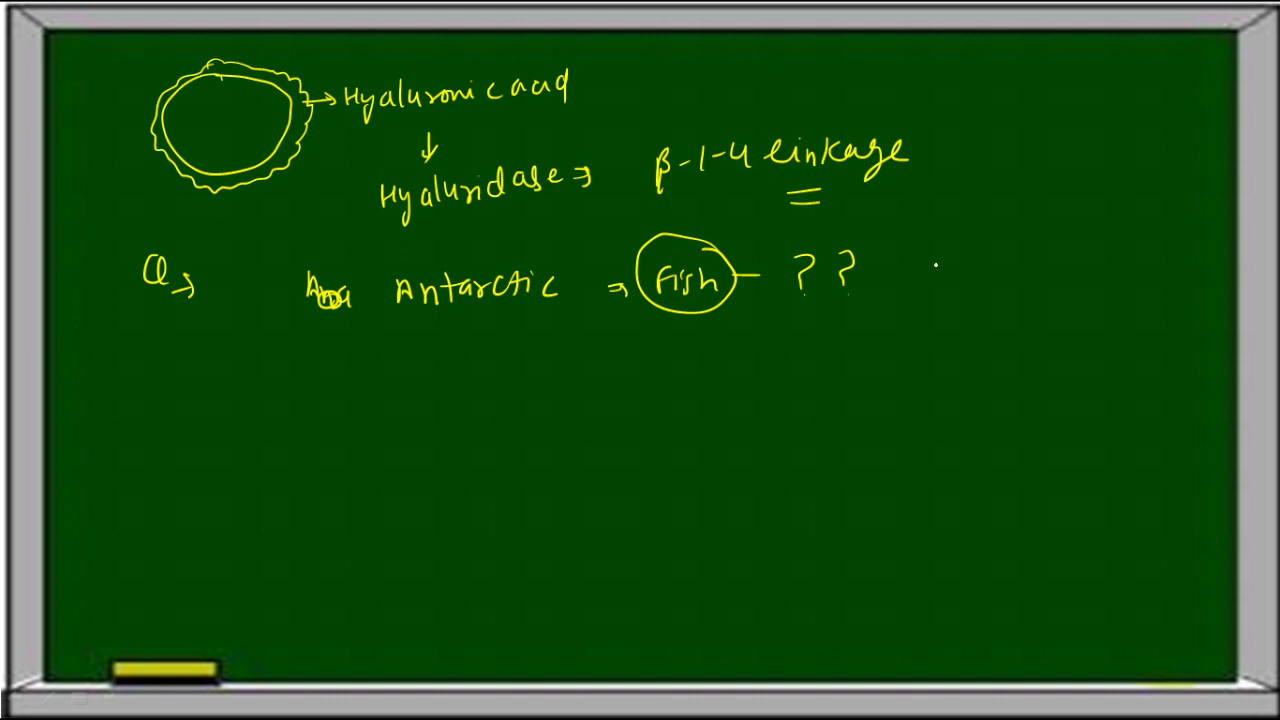 → Hyaluronic acid
↓
Hyaluridase ⇒ β-1-4 linkage
Q → Antarctic ⇒ Fish — ? ?